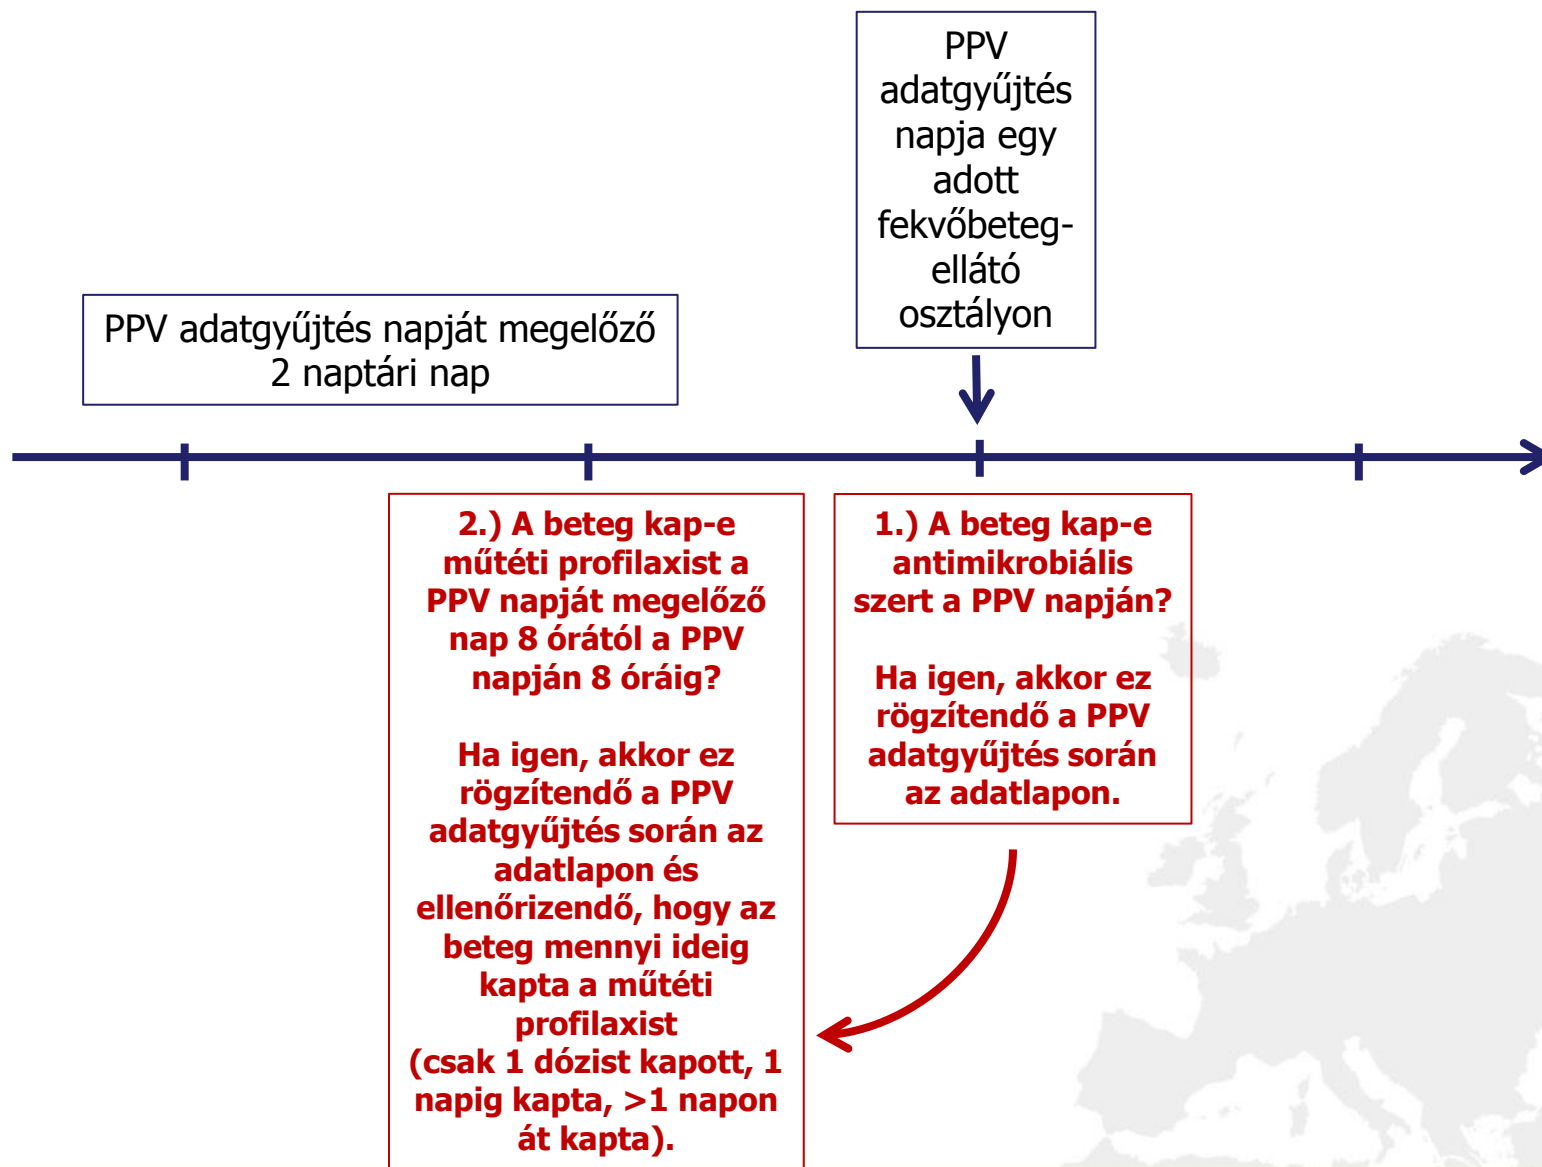 PPV
adatgyűjtés
napja egy
adott
fekvőbeteg-
ellátó
osztályon
PPV adatgyűjtés napját megelőző
2 naptári nap
2.) A beteg kap-e
műtéti profilaxist a
PPV napját megelőző
nap 8 órától a PPV
napján 8 óráig?
Ha igen, akkor ez
rögzítendő a PPV
adatgyűjtés során az
adatlapon és
ellenőrizendő, hogy az
beteg mennyi ideig
kapta a műtéti
profilaxist
(csak 1 dózist kapott, 1
napig kapta, >1 napon
át kapta).
1.) A beteg kap-e
antimikrobiális
szert a PPV napján?
Ha igen, akkor ez
rögzítendő a PPV
adatgyűjtés során
az adatlapon.